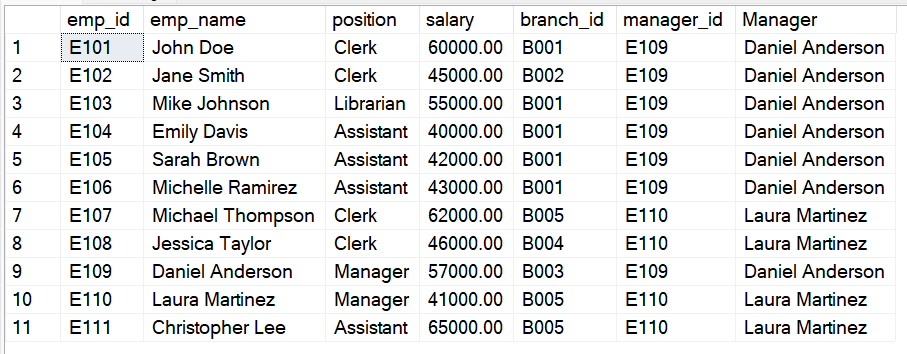 emp_id emp_name position salary branch_id manager_id Manager
1 E101 John Doe Clerk 60000.00 B001 E109 Daniel Anderson
2 E102 Jane Smith Clerk 45000.00 B002 E109 Daniel Anderson
3 E103 Mike Johnson Librarian 55000.00 B001 E109 Daniel Anderson
4 E104 Emily Davis Assistant 40000.00 B001 E109 Daniel Anderson
5 E105 Sarah Brown Assistant 42000.00 B001 E109 Daniel Anderson
6 E106 Michelle Ramirez Assistant 43000.00 B001 E109 Daniel Anderson
7 E107 Michael Thompson Clerk 62000.00 B005 E110 Laura Martinez
8 E108 Jessica Taylor Clerk 46000.00 B004 E110 Laura Martinez
9 E109 Daniel Anderson Manager 57000.00 B003 E109 Daniel Anderson
10 E110 Laura Martinez Manager 41000.00 B005 E110 Laura Martinez
11 E111 Christopher Lee Assistant 65000.00 B005 E110 Laura Martinez